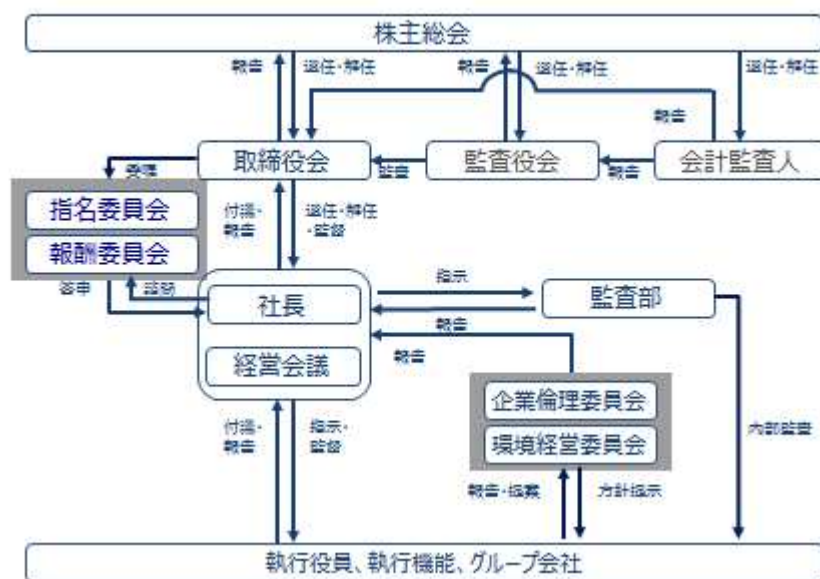 株主総会
報告
選任・解任
報告
選任・解任
選任・解任
報告
取締役会
監査
監査役会
報告
会計監査人
指名委員会
報酬委員会
付議・
報告
選任・解任
・監督
答申
諮問
社長
経営会議
指示
報告
監査部
報告
企業倫理委員会
環境経営委員会
内部監査
付議・
報告
指示・
監督
報告・提案
方針指示
執行役員、執行機能、グループ会社